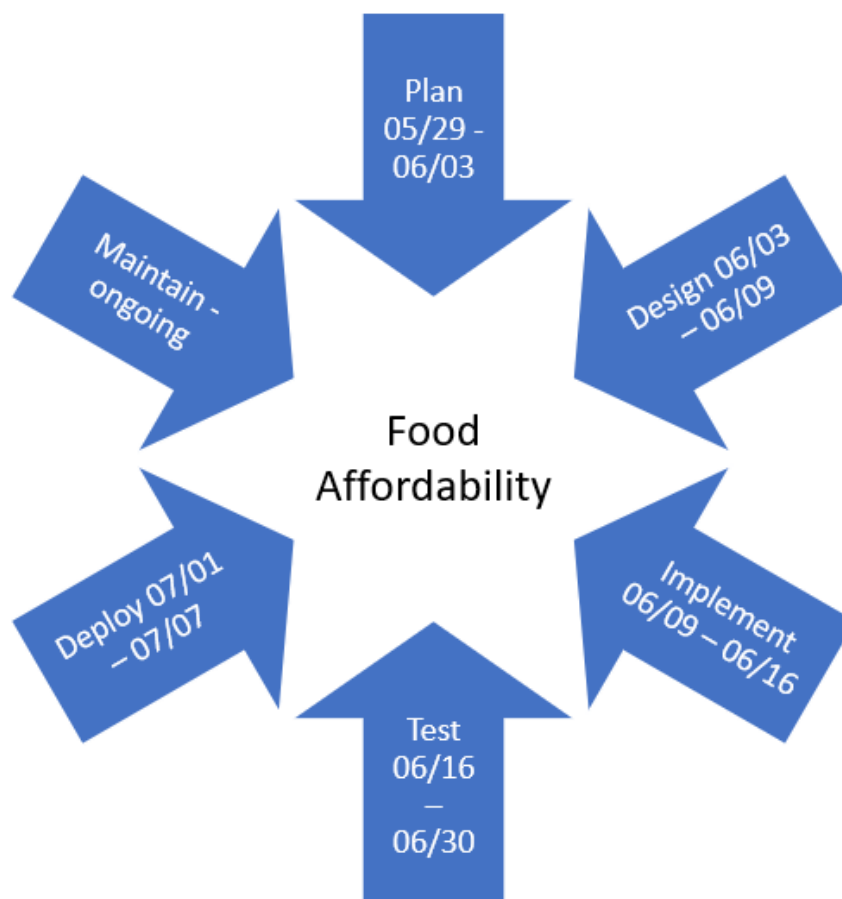 Plan
05/29 -
06/03
Design 06/03
– 06/09
Implement
06/09 – 06/16
Test
06/16
–
06/30
Deploy 07/01
– 07/07
Maintain -
ongoing
Food
Affordability